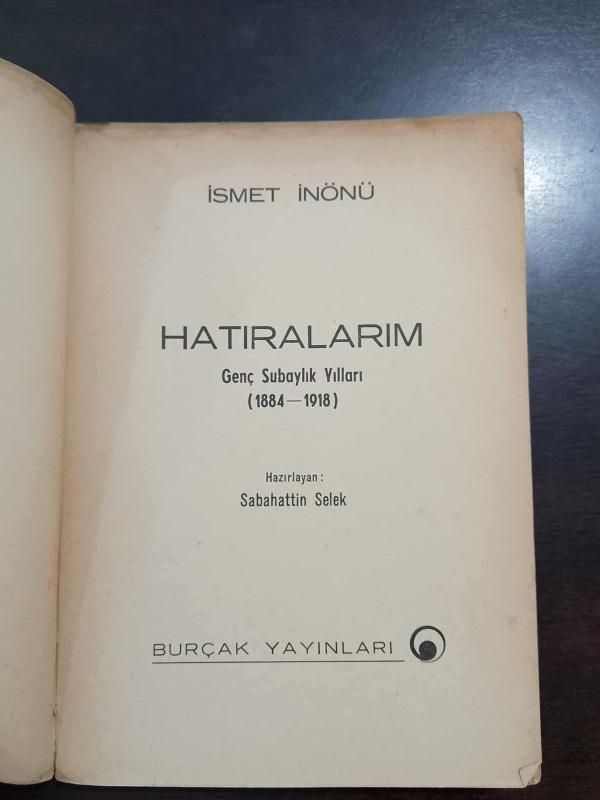 İSMET İNÖNÜ
HATIRALARIM
Genç Subaylık Yılları
(1884—1918)
Hazırlayan:
Sabahattin Selek
BURÇAK YAYINLARI